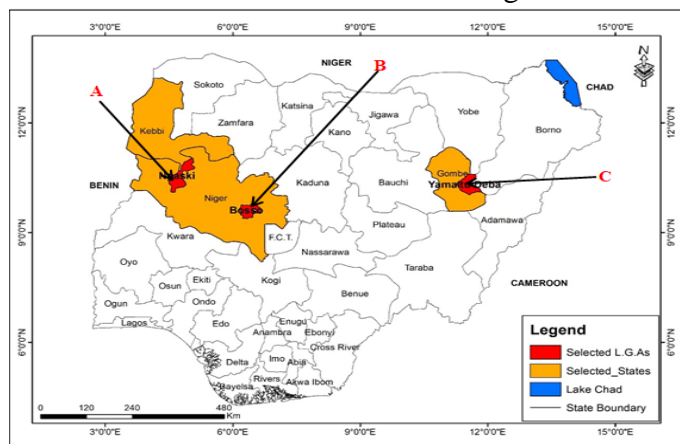 3°0'0"E 6°0'0"E 9°0'0"E 12°0'0"E 15°0'0"E
A
B
C
N
NIGER
CHAD
BENIN
CAMEROON
12°0'0"N
9°0'0"N
6°0'0"N
12°0'0"N
9°0'0"N
6°0'0"N
Sokoto
Kebbi
Zamfara
Katsina
Kano
Jigawa
Yobe
Borno
Niger
Bosso
Kaduna
Bauchi
Gombe
Yamaltu Deba
Adamawa
Plateau
Kwara
F.C.T.
Nassarawa
Taraba
Oyo
Ekiti
Kogi
Benue
Osun
Ogun
Ondo
Lagos
Edo
Enugu
Anambra
Ebonyi
Cross River
Delta
Imo
Abia
Bayelsa
Rivers
Akwa Ibom
Legend
Selected L.G.As
Selected_States
Lake Chad
State Boundary
0 120 240 480
Km
3°0'0"E 6°0'0"E 9°0'0"E 12°0'0"E 15°0'0"E